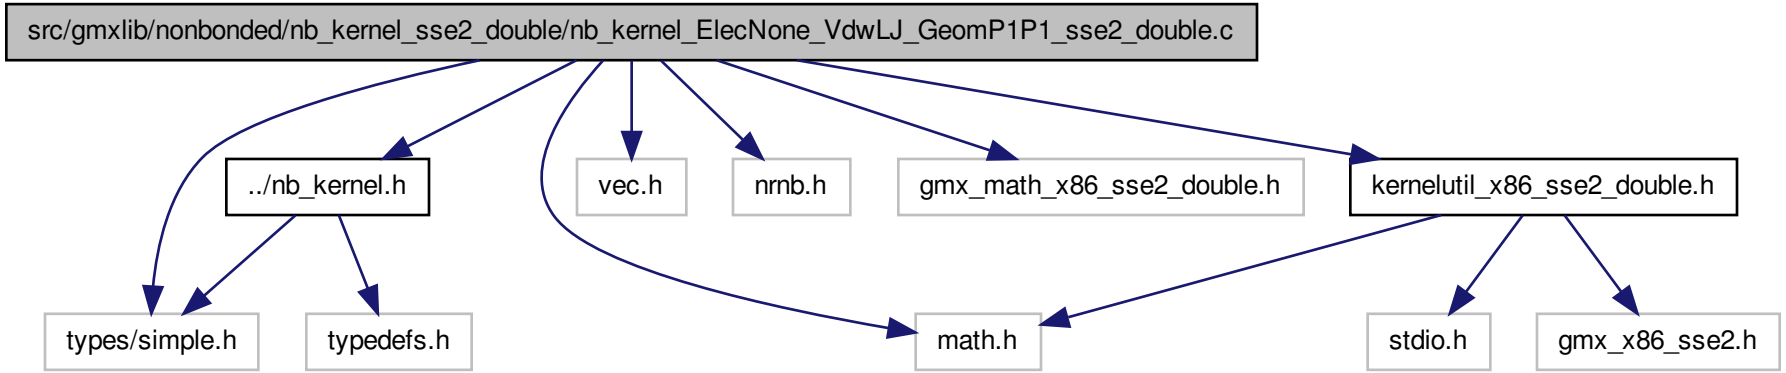 src/gmxlib/nonbonded/nb_kernel_sse2_double/nb_kernel_ElecNone_VdwLJ_GeomP1P1_sse2_double.c
../nb_kernel.h
vec.h
nrnb.h
gmx_math_x86_sse2_double.h
kernelutil_x86_sse2_double.h
types/simple.h
typedefs.h
math.h
stdio.h
gmx_x86_sse2.h